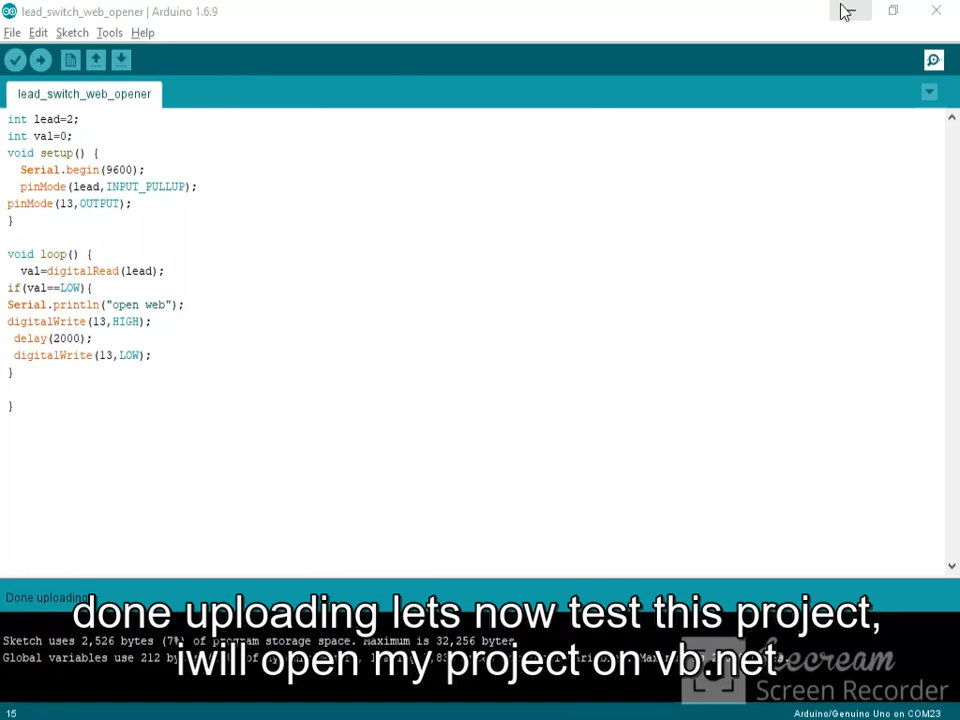 lead_switch_web_opener | Arduino 1.6.9
File Edit Sketch Tools Help
lead_switch_web_opener
int lead=2;
int val=0;
void setup() {
Serial.begin(9600);
pinMode(lead,INPUT_PULLUP);
pinMode(13,OUTPUT);
}
void loop() {
val=digitalRead(lead);
if(val==LOW){
Serial.println("open web");
digitalWrite(13,HIGH);
delay(2000);
digitalWrite(13,LOW);
}
}
Done uploading
done uploading lets now test this project,
iwill open my project on vb.net
Sketch uses 2,526 bytes (7%) of program storage space. Maximum is 32,256 bytes.
Global variables use 212
Icecream
Screen Recorder
15 Arduino/Genuino Uno on COM23